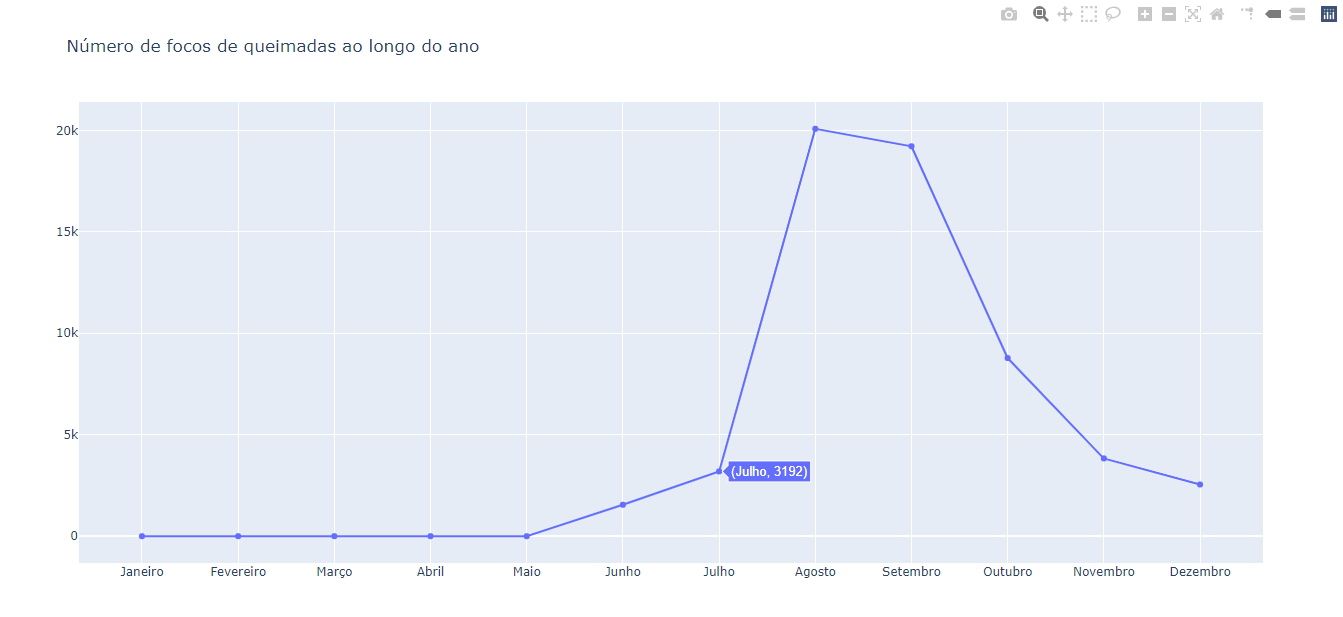 Número de focos de queimadas ao longo do ano
20k
15k
10k
5k
(Julho, 3192)
0
Janeiro Fevereiro Março Abril Maio Junho Julho Agosto Setembro Outubro Novembro Dezembro